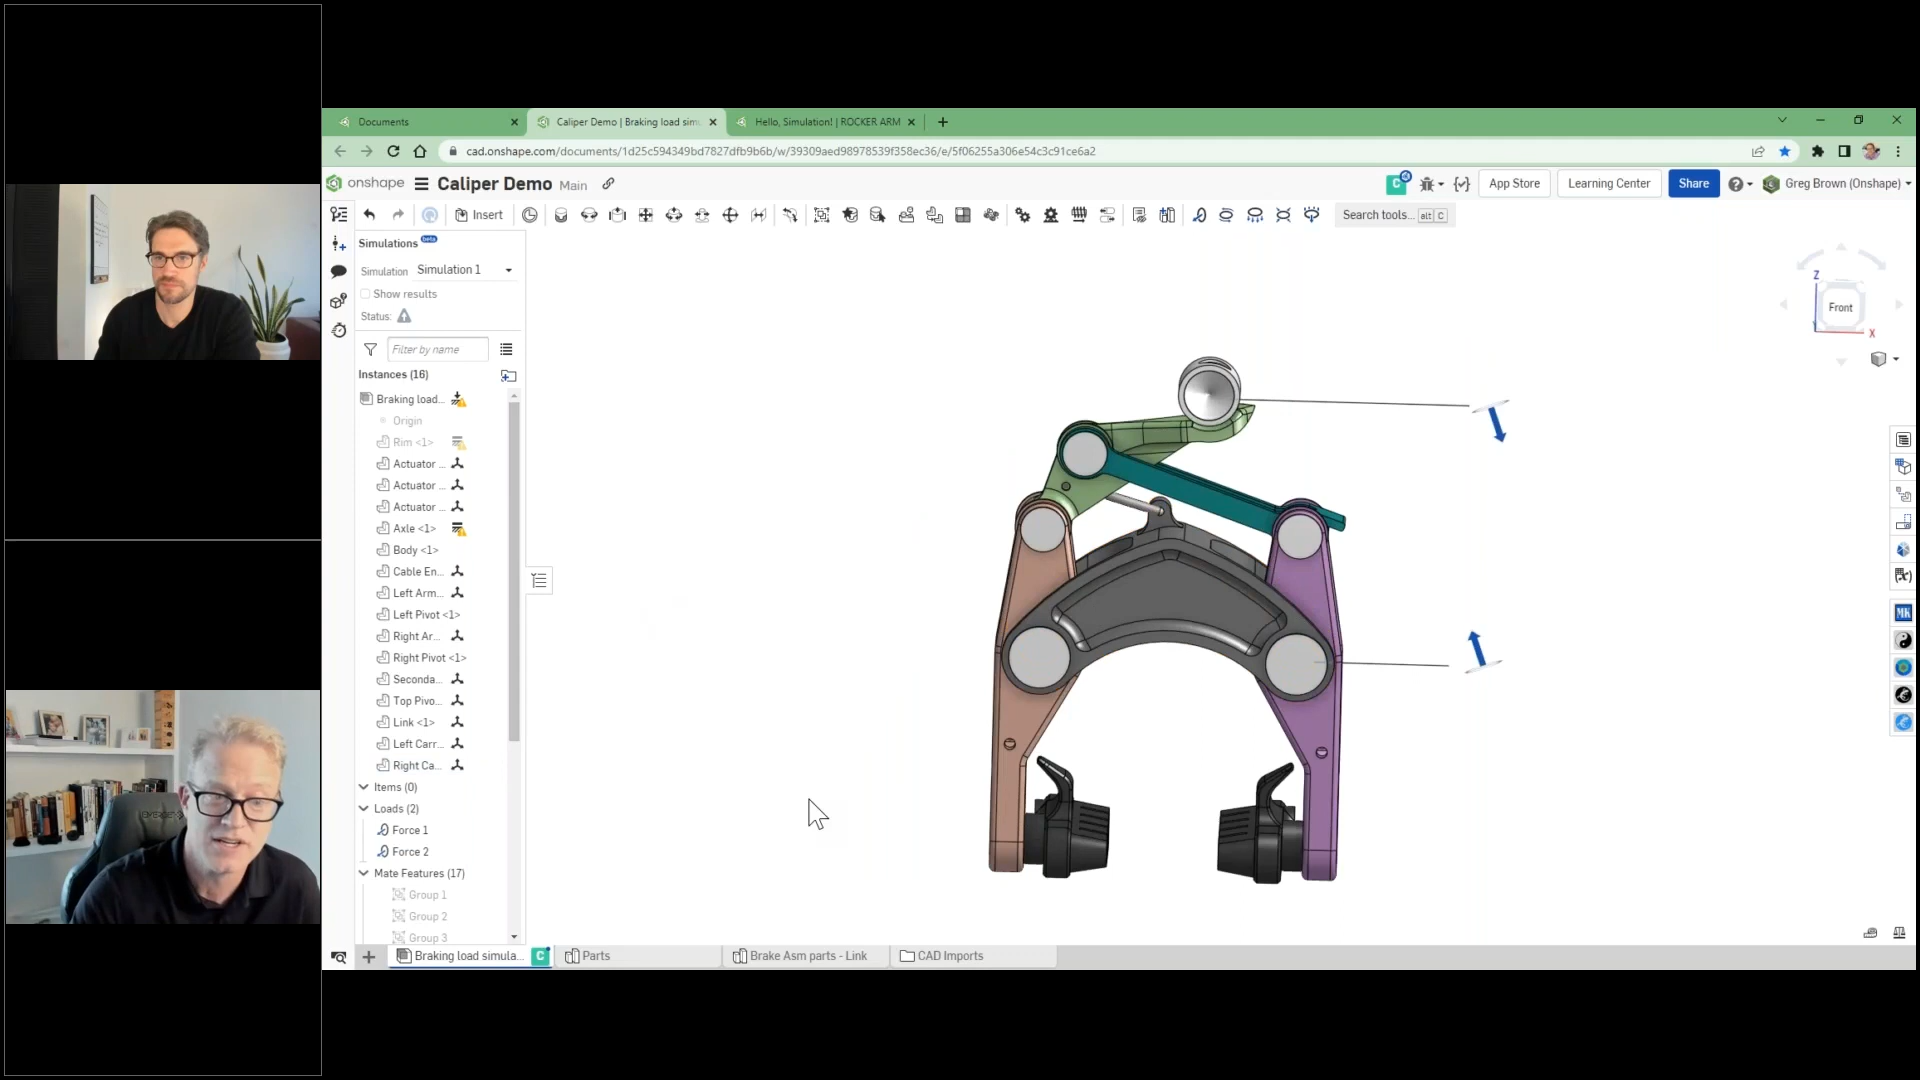 Documents
Caliper Demo | Braking load sim
Hello, Simulation! | ROCKER ARM
cad.onshape.com/documents/1d25c594349bd7827dfb9b6b/w/39309aed98978539f358ec36/e/5f06255a306e54c3c91ce6a2
onshape
Caliper Demo
Main
C
App Store
Learning Center
Share
Greg Brown (Onshape)
Insert
Search tools...
alt
C
Simulations
beta
Simulation
Simulation 1
Show results
Status:
Filter by name
Instances (16)
Braking load...
Origin
Rim <1>
Actuator ...
Actuator ...
Actuator ...
Axle <1>
Body <1>
Cable En...
Left Arm...
Left Pivot <1>
Right Ar...
Right Pivot <1>
Seconda...
Top Pivo...
Link <1>
Left Carr...
Right Ca...
Items (0)
Loads (2)
Force 1
Force 2
Mate Features (17)
Group 1
Group 2
Group 3
Z
Front
X
(x)
MK
Braking load simula...
C
Parts
Brake Asm parts - Link
CAD Imports